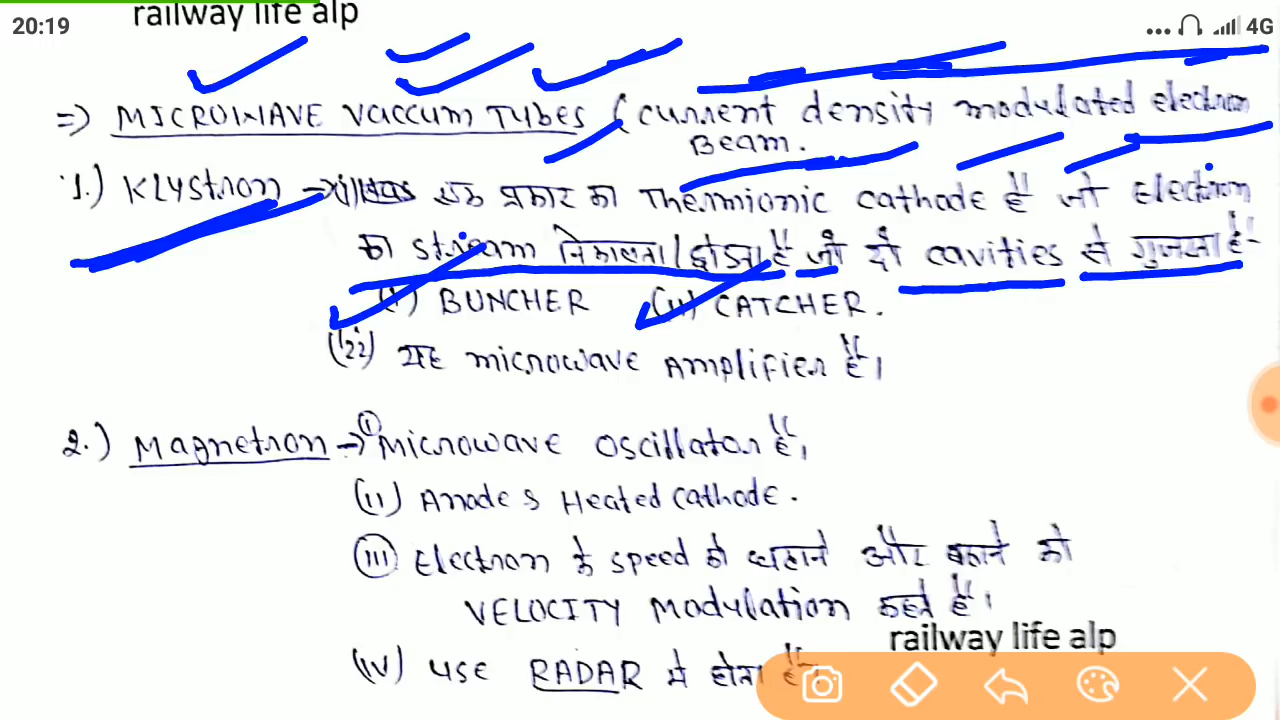 railway life alp
20:19
4G
=> MICROWAVE VACCUM TUBES (current density modulated electron
Beam.
1.) Klystron → एक प्रकार का Thermionic cathode है जो Electron
का stream निकालता/छोडता है जो दो cavities से गुजरता है-
(i) BUNCHER (ii) CATCHER.
(iii) यह microwave Amplifier है।
2.) Magnetron → (i) Microwave oscillator है,
(ii) Anode & Heated cathode.
(iii) Electron के speed को घटाने और बढाने को
VELOCITY Modulation कहते है।
railway life alp
(iv) use RADAR मे होता है